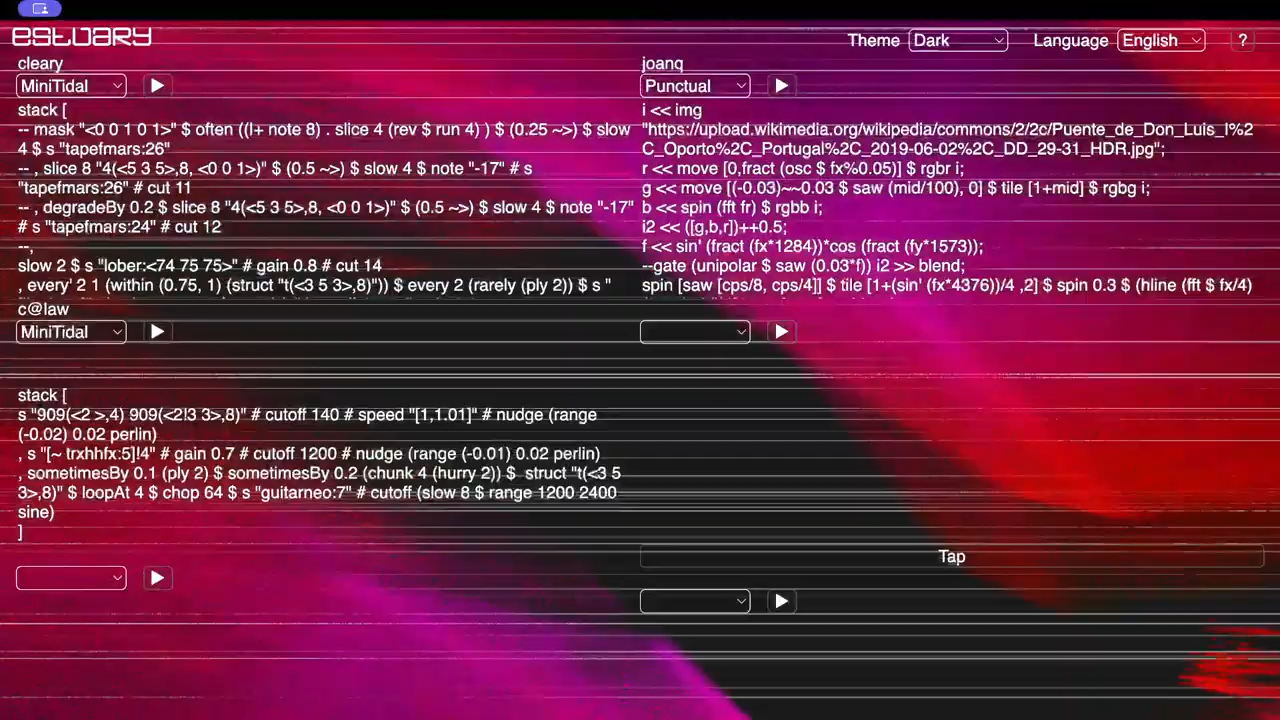 estuary
Theme Dark Language English ?
cleary
MiniTidal
stack [
-- mask "<0 0 1 0 1>" $ often ((|+ note 8) . slice 4 (rev $ run 4) ) $ (0.25 ~>) $ slow
4 $ s "tapefmars:26"
-- , slice 8 "4(<5 3 5>,8, <0 0 1>)" $ (0.5 ~>) $ slow 4 $ note "-17" # s
"tapefmars:26" # cut 11
-- , degradeBy 0.2 $ slice 8 "4(<5 3 5>,8, <0 0 1>)" $ (0.5 ~>) $ slow 4 $ note "-17"
# s "tapefmars:24" # cut 12
--,
slow 2 $ s "lober:<74 75 75>" # gain 0.8 # cut 14
, every' 2 1 (within (0.75, 1) (struct "t(<3 5 3>,8)")) $ every 2 (rarely (ply 2)) $ s "
joanq
Punctual
i << img
"https://upload.wikimedia.org/wikipedia/commons/2/2c/Puente_de_Don_Luis_I%2
C_Oporto%2C_Portugal%2C_2019-06-02%2C_DD_29-31_HDR.jpg";
r << move [0,fract (osc $ fx%0.05)] $ rgbr i;
g << move [(-0.03)~~0.03 $ saw (mid/100), 0] $ tile [1+mid] $ rgbg i;
b << spin (fft fr) $ rgbb i;
i2 << ([g,b,r])++0.5;
f << sin' (fract (fx*1284))*cos (fract (fy*1573));
--gate (unipolar $ saw (0.03*f)) i2 >> blend;
spin [saw [cps/8, cps/4]] $ tile [1+(sin' (fx*4376))/4 ,2] $ spin 0.3 $ (hline (fft $ fx/4)
c@law
MiniTidal
stack [
s "909(<2 >,4) 909(<2!3 3>,8)" # cutoff 140 # speed "[1,1.01]" # nudge (range
(-0.02) 0.02 perlin)
, s "[~ trxhhfx:5]!4" # gain 0.7 # cutoff 1200 # nudge (range (-0.01) 0.02 perlin)
, sometimesBy 0.1 (ply 2) $ sometimesBy 0.2 (chunk 4 (hurry 2)) $ struct "t(<3 5
3>,8)" $ loopAt 4 $ chop 64 $ s "guitarneo:7" # cutoff (slow 8 $ range 1200 2400
sine)
]
Tap